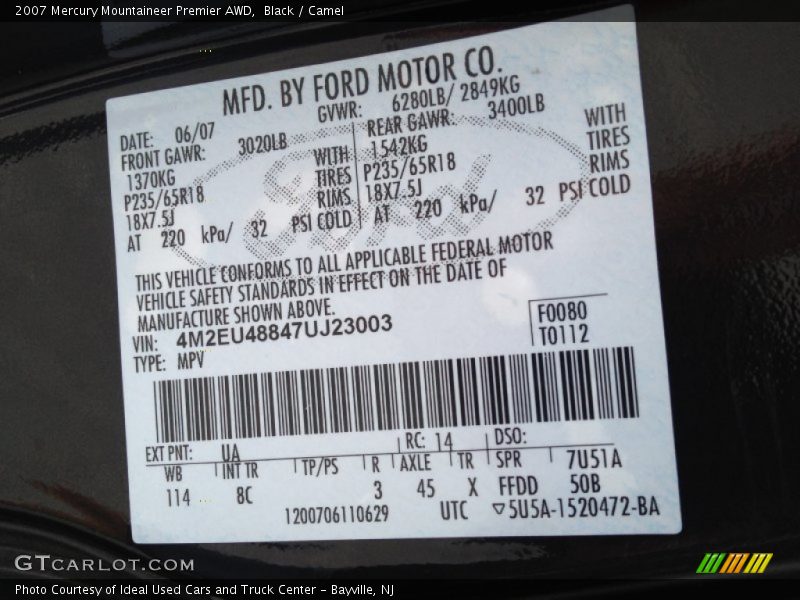 2007 Mercury Mountaineer Premier AWD,  Black / Camel
MFD. BY FORD MOTOR CO.
DATE: 06/07 GVWR: 6280LB/ 2849KG
FRONT GAWR: 3020LB REAR GAWR: 3400LB
1370KG WITH 1542KG WITH
P235/65R18 TIRES P235/65R18 TIRES
18X7.5J RIMS 18X7.5J RIMS
AT 220 kPa/ 32 PSI COLD AT 220 kPa/ 32 PSI COLD
Ford
THIS VEHICLE CONFORMS TO ALL APPLICABLE FEDERAL MOTOR
VEHICLE SAFETY STANDARDS IN EFFECT ON THE DATE OF
MANUFACTURE SHOWN ABOVE.
VIN: 4M2EU48847UJ23003
TYPE: MPV
F0080
T0112
EXT PNT: UA RC: 14 DSO:
WB INT TR TP/PS R AXLE TR SPR 7U51A
114 8C 3 45 X FFDD 50B
1200706110629 UTC ▽5U5A-1520472-BA
GTCARLOT.COM
Photo Courtesy of Ideal Used Cars and Truck Center – Bayville, NJ